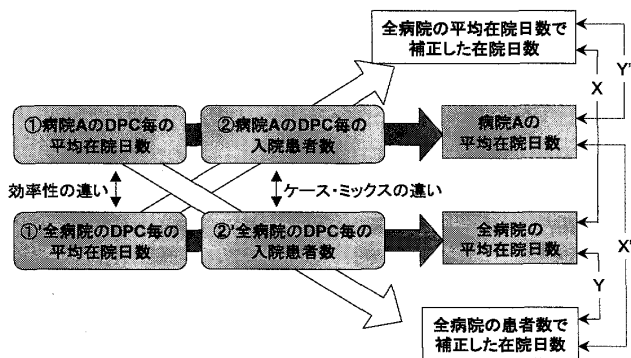 全病院の平均在院日数で
補正した在院日数
Y'
X
①病院AのDPC毎の
平均在院日数
②病院AのDPC毎の
入院患者数
病院Aの
平均在院日数
効率性の違い
ケース・ミックスの違い
①'全病院のDPC毎の
平均在院日数
②'全病院のDPC毎の
入院患者数
全病院の
平均在院日数
X'
Y
全病院の患者数で
補正した在院日数